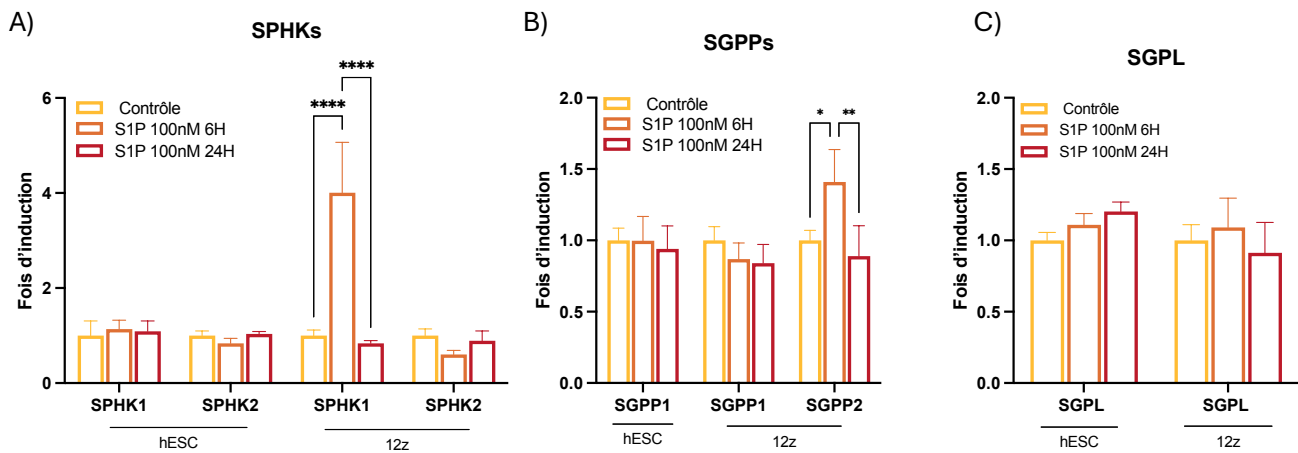 A)
SPHKs
Contrôle
S1P 100nM 6H
S1P 100nM 24H
****
****
Fois d'induction
6
4
2
0
SPHK1 SPHK2 SPHK1 SPHK2
hESC 12z
B)
SGPPs
Contrôle
S1P 100nM 6H
S1P 100nM 24H
* **
Fois d'induction
2.0
1.5
1.0
0.5
0.0
SGPP1 SGPP1 SGPP2
hESC 12z
C)
SGPL
Contrôle
S1P 100nM 6H
S1P 100nM 24H
Fois d'induction
2.0
1.5
1.0
0.5
0.0
SGPL SGPL
hESC 12z